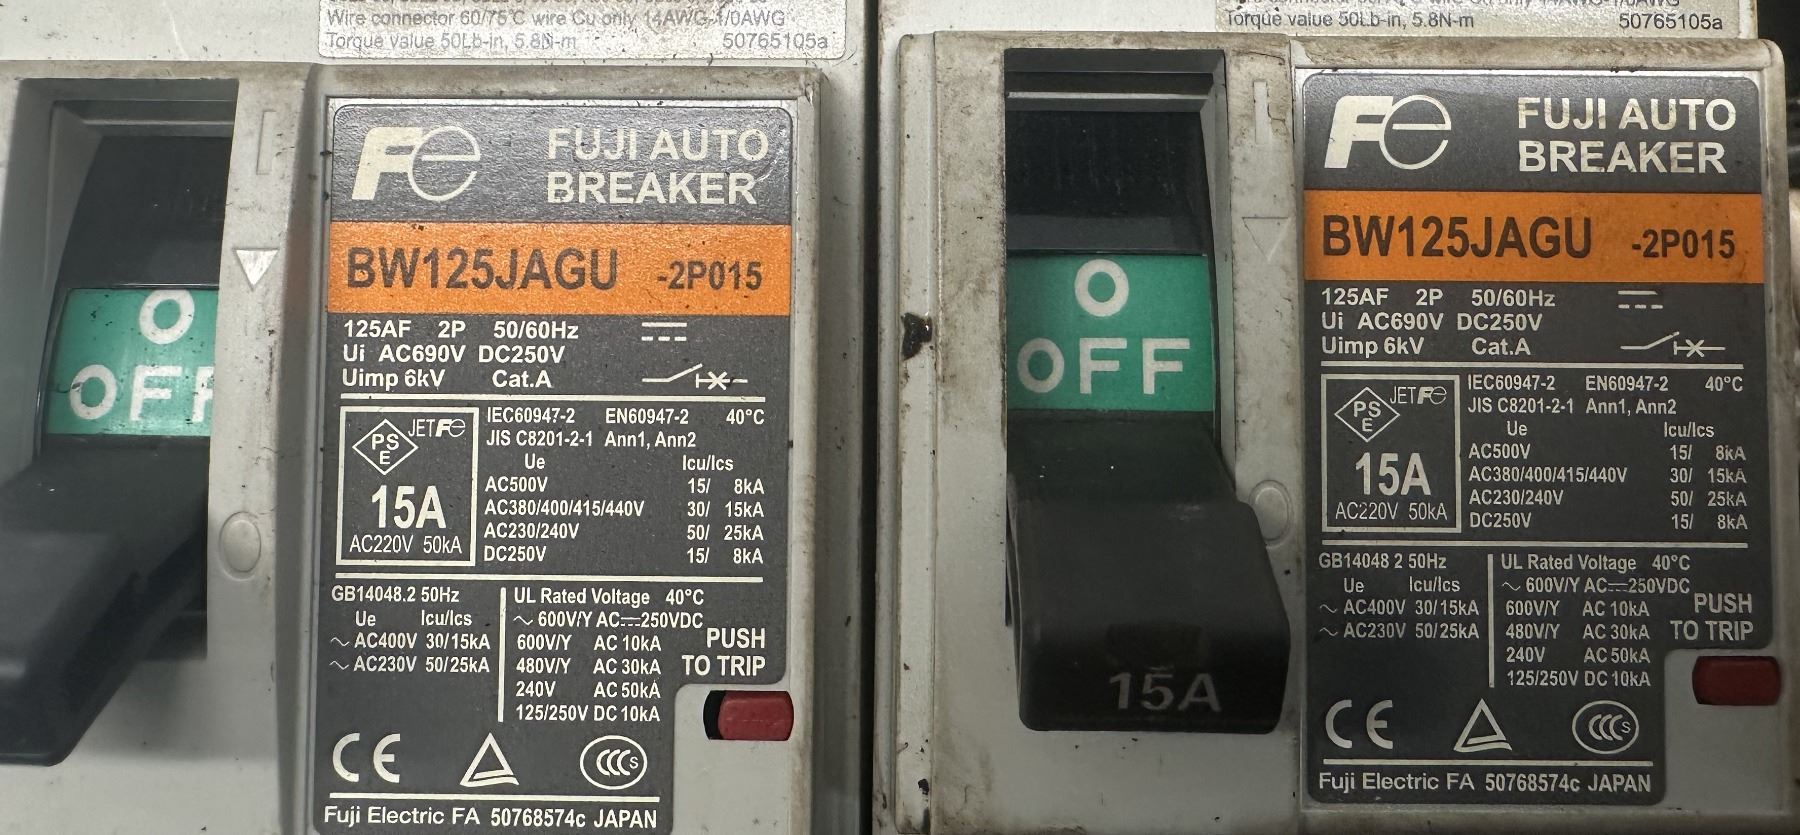 Wire connector 60/75°C wire Cu only 14AWG-1/0AWG
Torque value 50Lb-in, 5.8N-m 50765105a
O
OFF
Fe
FUJI AUTO
BREAKER
BW125JAGU -2P015
125AF 2P 50/60Hz
Ui AC690V DC250V
Uimp 6kV Cat.A
PS
E
JET Fe
15A
AC220V 50kA
IEC60947-2 EN60947-2 40°C
JIS C8201-2-1 Ann1, Ann2
Ue Icu/Ics
AC500V 15/ 8kA
AC380/400/415/440V 30/ 15kA
AC230/240V 50/ 25kA
DC250V 15/ 8kA
GB14048.2 50Hz
Ue Icu/Ics
~ AC400V 30/15kA
~ AC230V 50/25kA
UL Rated Voltage 40°C
~ 600V/Y AC⎓250VDC
600V/Y AC 10kA
480V/Y AC 30kA
240V AC 50kA
125/250V DC 10kA
PUSH
TO TRIP
CE
CCC S
Fuji Electric FA 50768574c JAPAN
Torque value 50Lb-in, 5.8N-m 50765105a
O
OFF
15A
Fe
FUJI AUTO
BREAKER
BW125JAGU -2P015
125AF 2P 50/60Hz
Ui AC690V DC250V
Uimp 6kV Cat.A
PS
E
JET Fe
15A
AC220V 50kA
IEC60947-2 EN60947-2 40°C
JIS C8201-2-1 Ann1, Ann2
Ue Icu/Ics
AC500V 15/ 8kA
AC380/400/415/440V 30/ 15kA
AC230/240V 50/ 25kA
DC250V 15/ 8kA
GB14048 2 50Hz
Ue Icu/Ics
~ AC400V 30/15kA
~ AC230V 50/25kA
UL Rated Voltage 40°C
~ 600V/Y AC⎓250VDC
600V/Y AC 10kA
480V/Y AC 30kA
240V AC 50kA
125/250V DC 10kA
PUSH
TO TRIP
CE
CCC S
Fuji Electric FA 50768574c JAPAN